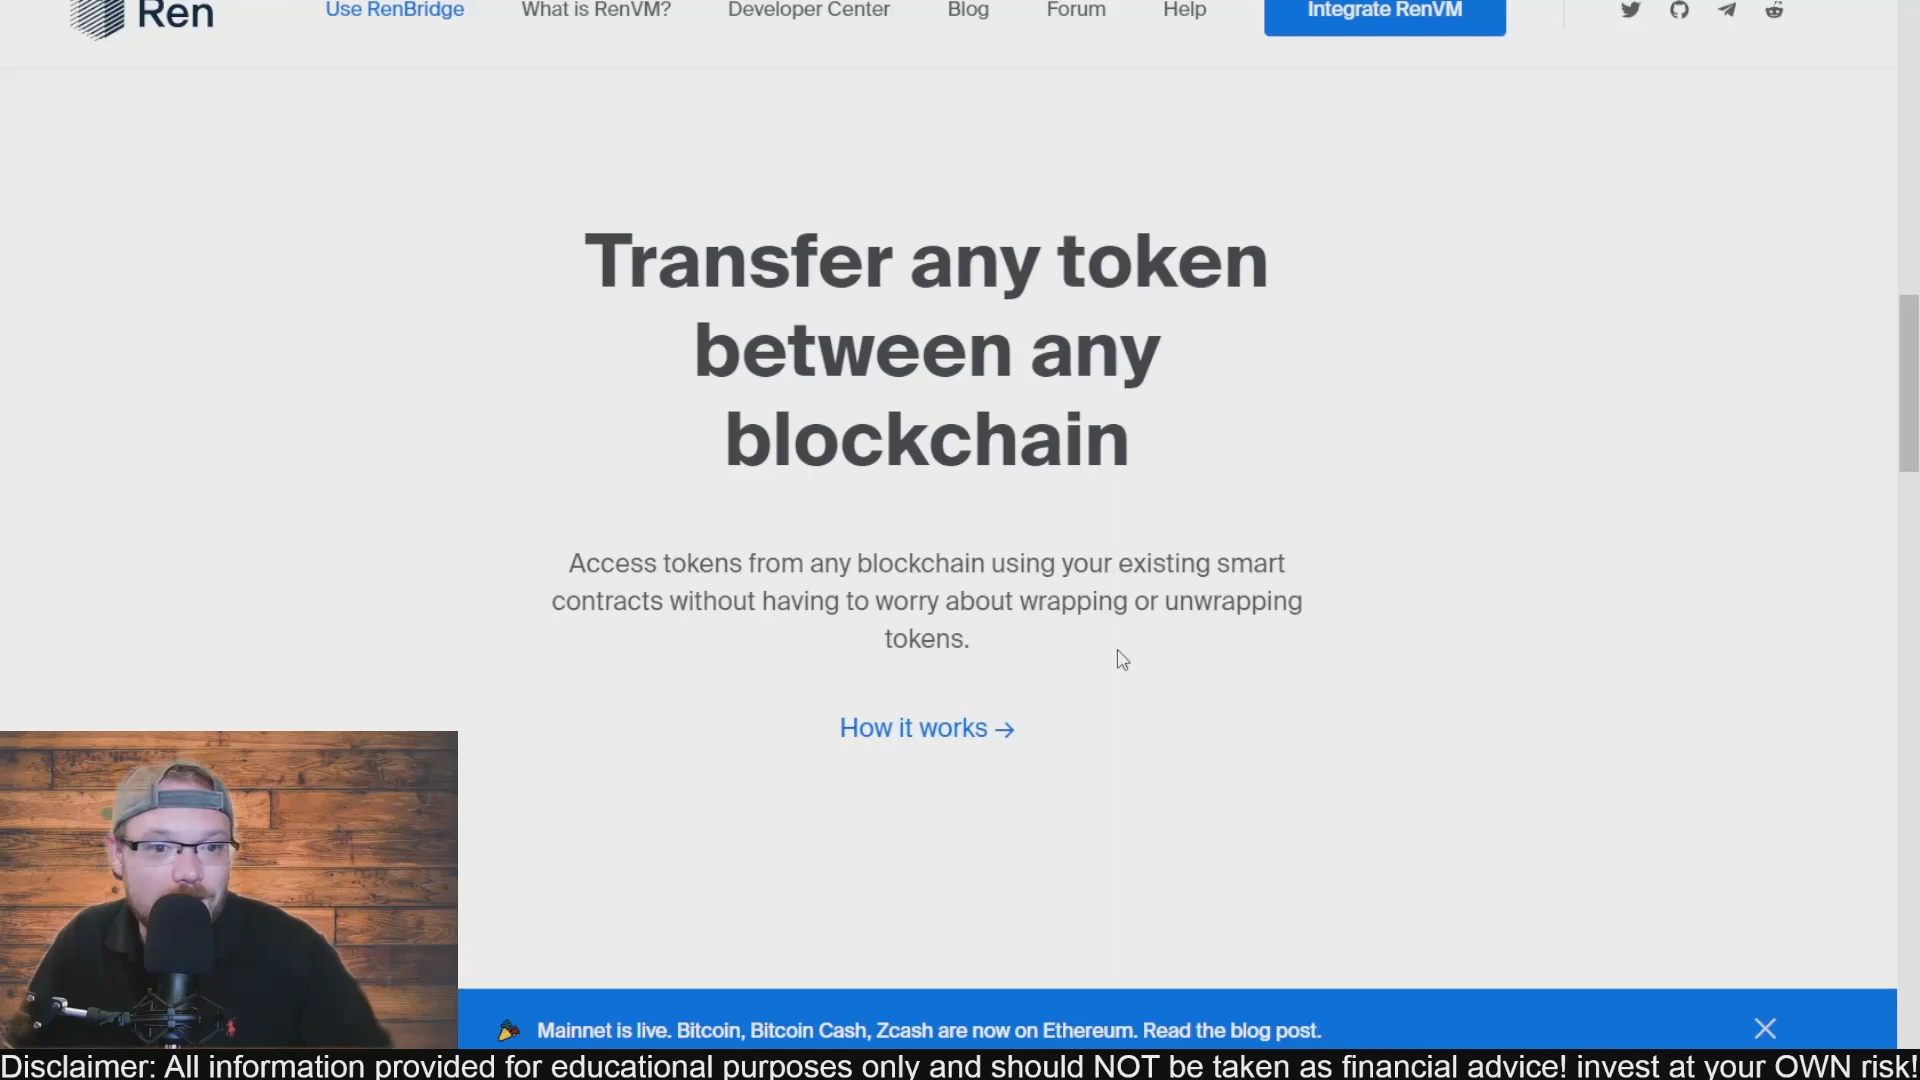 Ren
Use RenBridge
What is RenVM?
Developer Center
Blog
Forum
Help
Integrate RenVM
Transfer any token
between any
blockchain
Access tokens from any blockchain using your existing smart
contracts without having to worry about wrapping or unwrapping
tokens.
How it works →
Mainnet is live. Bitcoin, Bitcoin Cash, Zcash are now on Ethereum. Read the blog post.
Disclaimer: All information provided for educational purposes only and should NOT be taken as financial advice! invest at your OWN risk!